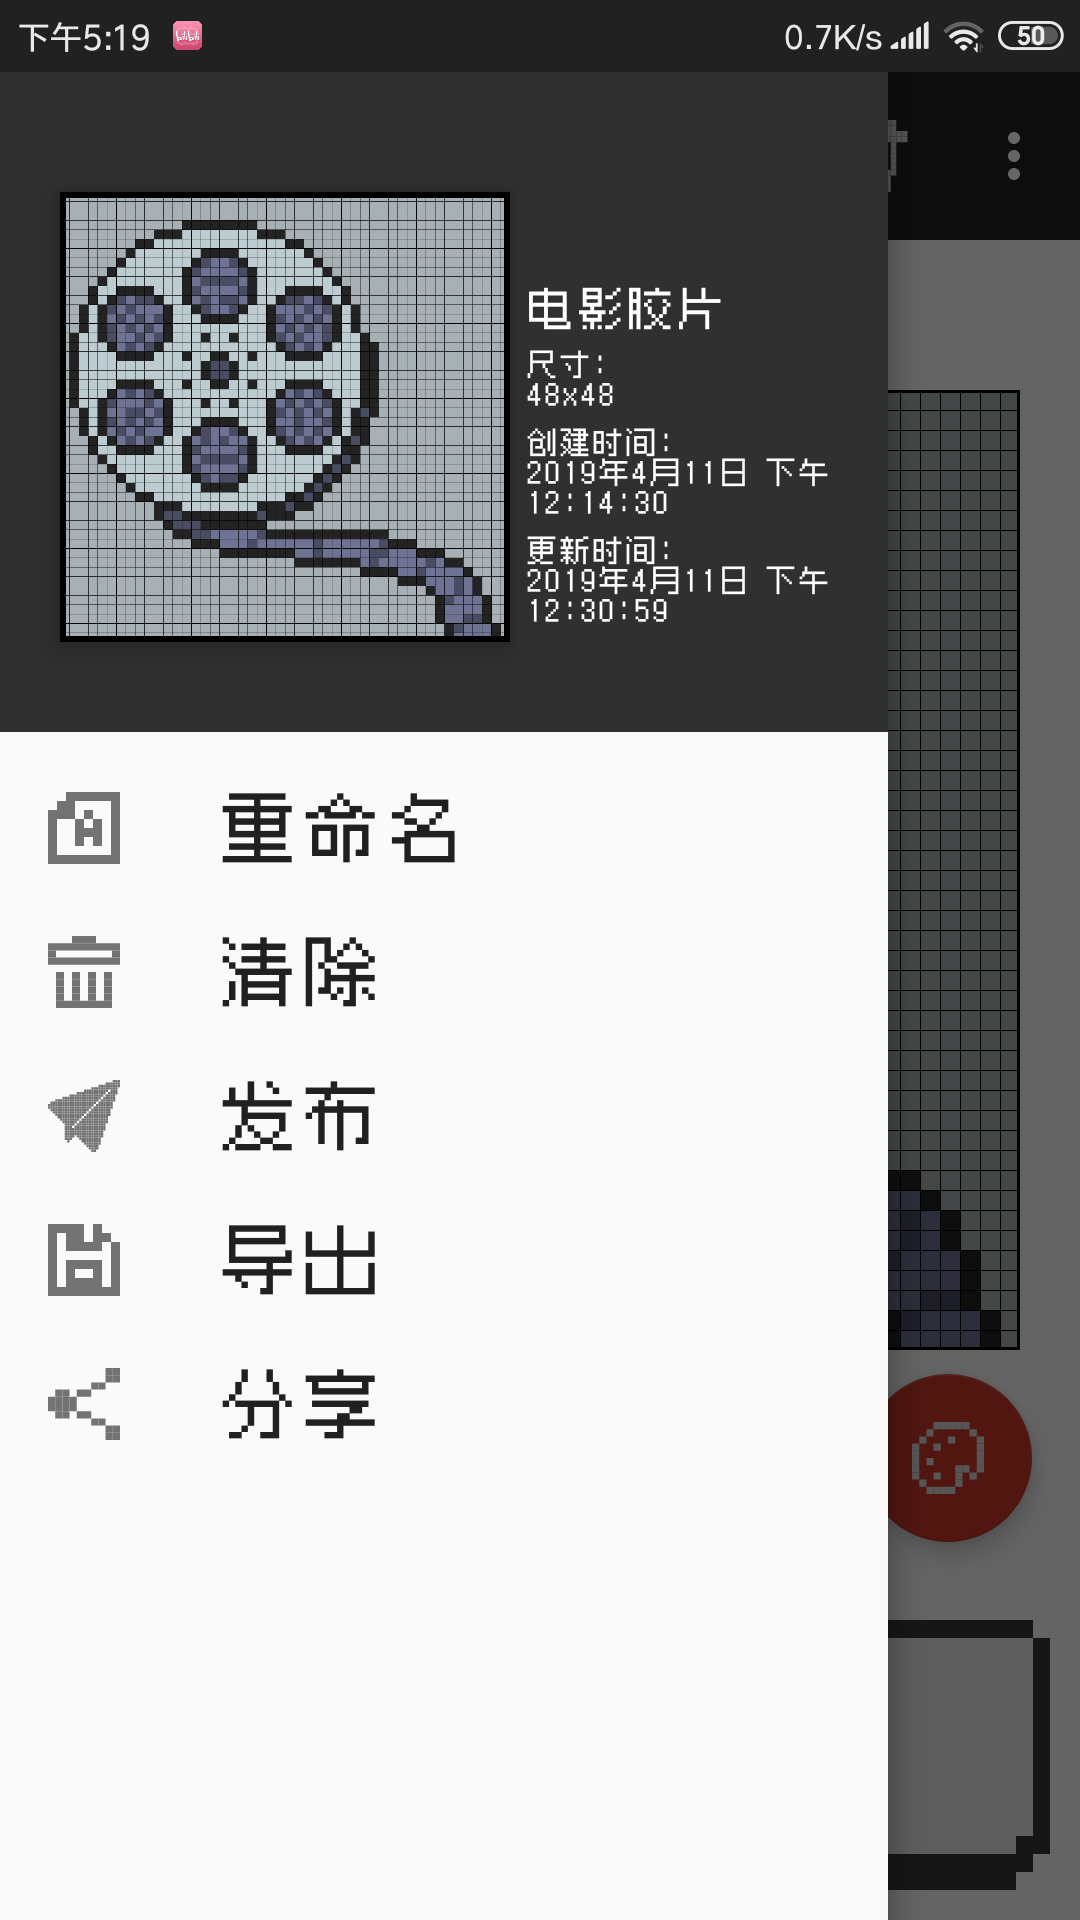 下午5:19 bilibili 0.7K/s 50
电影胶片
尺寸:
48x48
创建时间:
2019年4月11日 下午
12:14:30
更新时间:
2019年4月11日 下午
12:30:59
重命名
清除
发布
导出
分享